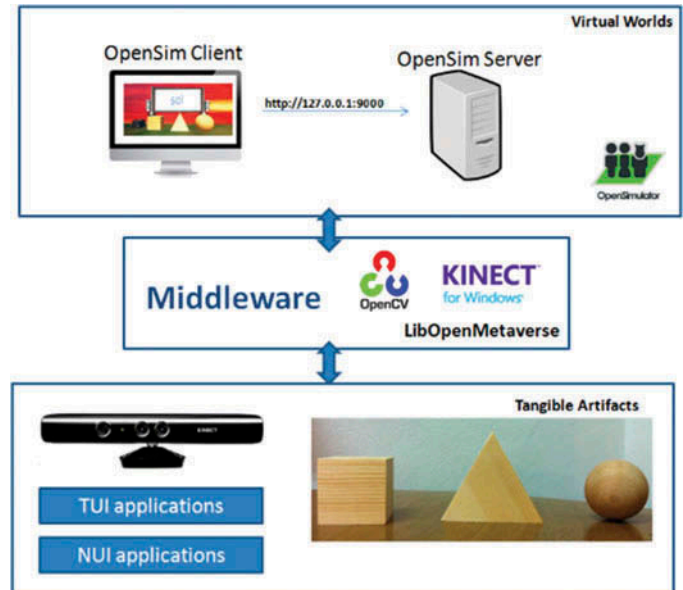 Virtual Worlds
OpenSim Client
OpenSim Server
sol
http://127.0.0.1:9000
OpenSimulator
Middleware
OpenCV
KINECT
for Windows
LibOpenMetaverse
Tangible Artifacts
KINECT
TUI applications
NUI applications